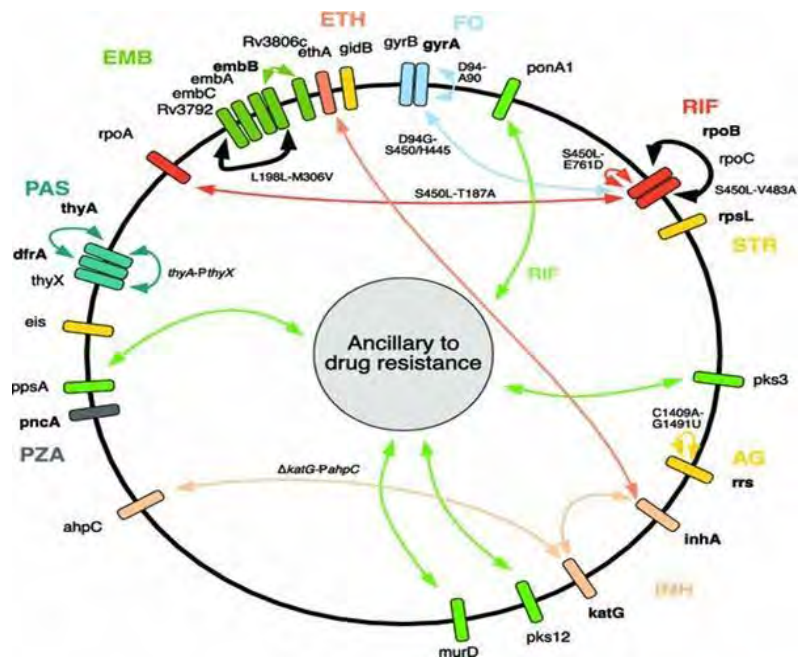 ETH
FQ
Rv3806c
ethA
gidB
gyrB
gyrA
EMB
embB
embA
embC
Rv3792
D94-
A90
ponA1
rpoA
RIF
rpoB
rpoC
S450L-
E761D
S450L-V483A
D94G-
S450/H445
L198L-M306V
S450L-T187A
rpsL
STR
PAS
thyA
dfrA
thyX
thyA-PthyX
RIF
eis
Ancillary to
drug resistance
ppsA
pncA
PZA
pks3
C1409A-
G1491U
AG
rrs
ΔkatG-PahpC
ahpC
inhA
INH
katG
pks12
murD